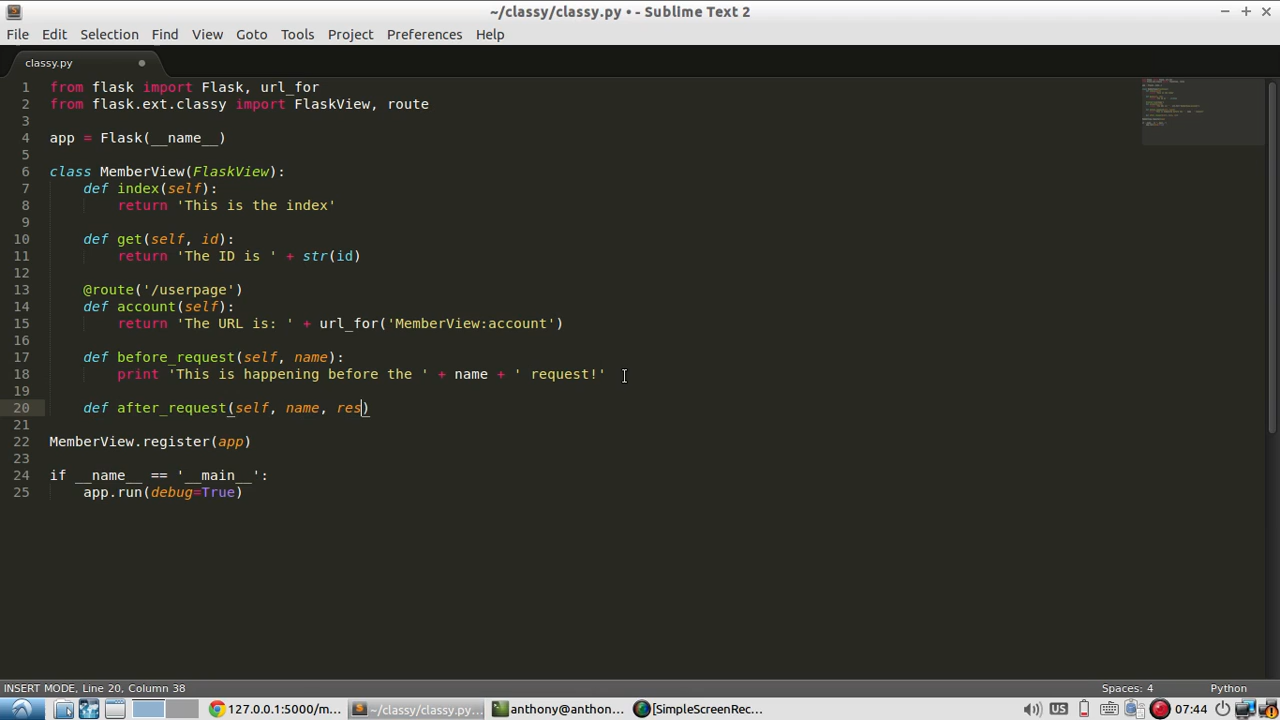 ~/classy/classy.py • - Sublime Text 2
File Edit Selection Find View Goto Tools Project Preferences Help
classy.py
1 from flask import Flask, url_for
2 from flask.ext.classy import FlaskView, route
3
4 app = Flask(__name__)
5
6 class MemberView(FlaskView):
7 def index(self):
8 return 'This is the index'
9
10 def get(self, id):
11 return 'The ID is ' + str(id)
12
13 @route('/userpage')
14 def account(self):
15 return 'The URL is: ' + url_for('MemberView:account')
16
17 def before_request(self, name):
18 print 'This is happening before the ' + name + ' request!'
19
20 def after_request(self, name, res)
21
22 MemberView.register(app)
23
24 if __name__ == '__main__':
25 app.run(debug=True)
INSERT MODE, Line 20, Column 38 Spaces: 4 Python
127.0.0.1:5000/m... ~/classy/classy.py... anthony@anthon... [SimpleScreenRec... US 07:44